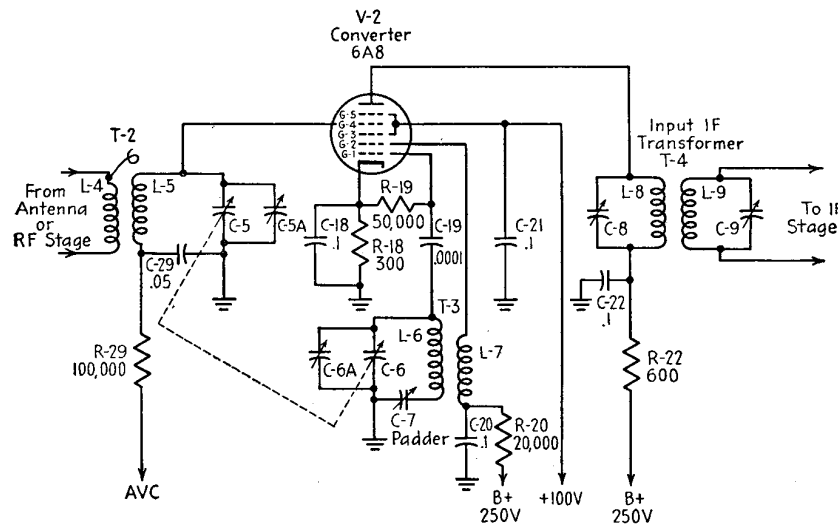 V-2
Converter
6A8
G-5
G-4
G-3
G-2
G-1
T-2
L-4
L-5
From
Antenna
or
RF Stage
C-5
C-5A
C-29
.05
R-29
100,000
AVC
C-18
.1
R-19
50,000
R-18
300
C-19
.0001
C-21
.1
T-3
L-6
L-7
C-6A
C-6
C-7
Padder
C-20
.1
R-20
20,000
B+
250V
+100V
Input IF
Transformer
T-4
L-8
L-9
C-8
C-9
To IF
Stage
C-22
.1
R-22
600
B+
250V